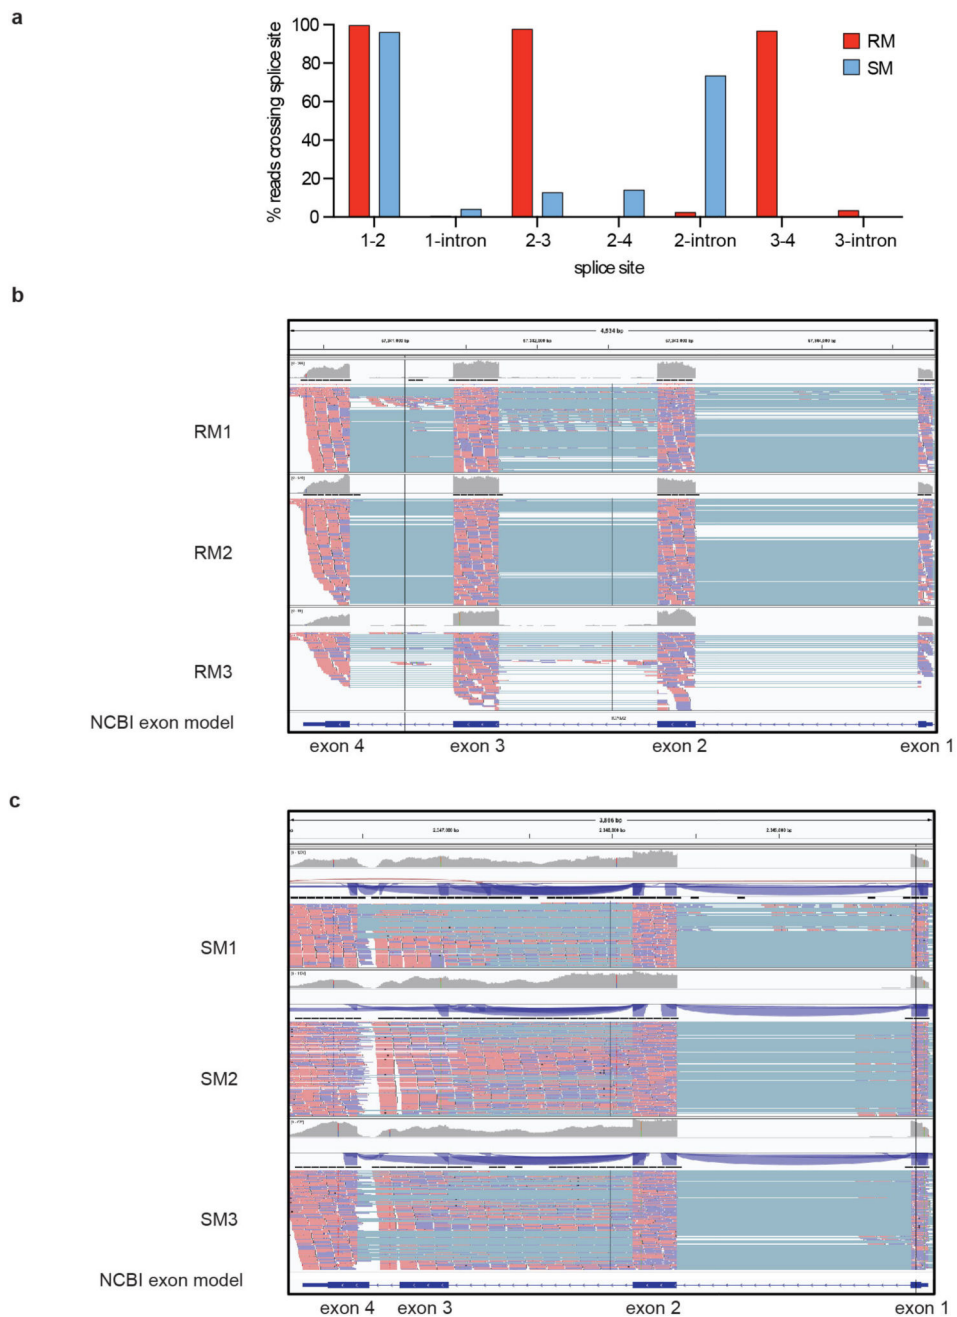 a
100
80
60
40
20
0
% reads crossing splice site
RM
SM
1-2 1-intron 2-3 2-4 2-intron 3-4 3-intron
splice site
b
RM1
RM2
RM3
NCBI exon model
exon 4 exon 3 exon 2 exon 1
c
SM1
SM2
SM3
NCBI exon model
exon 4 exon 3 exon 2 exon 1